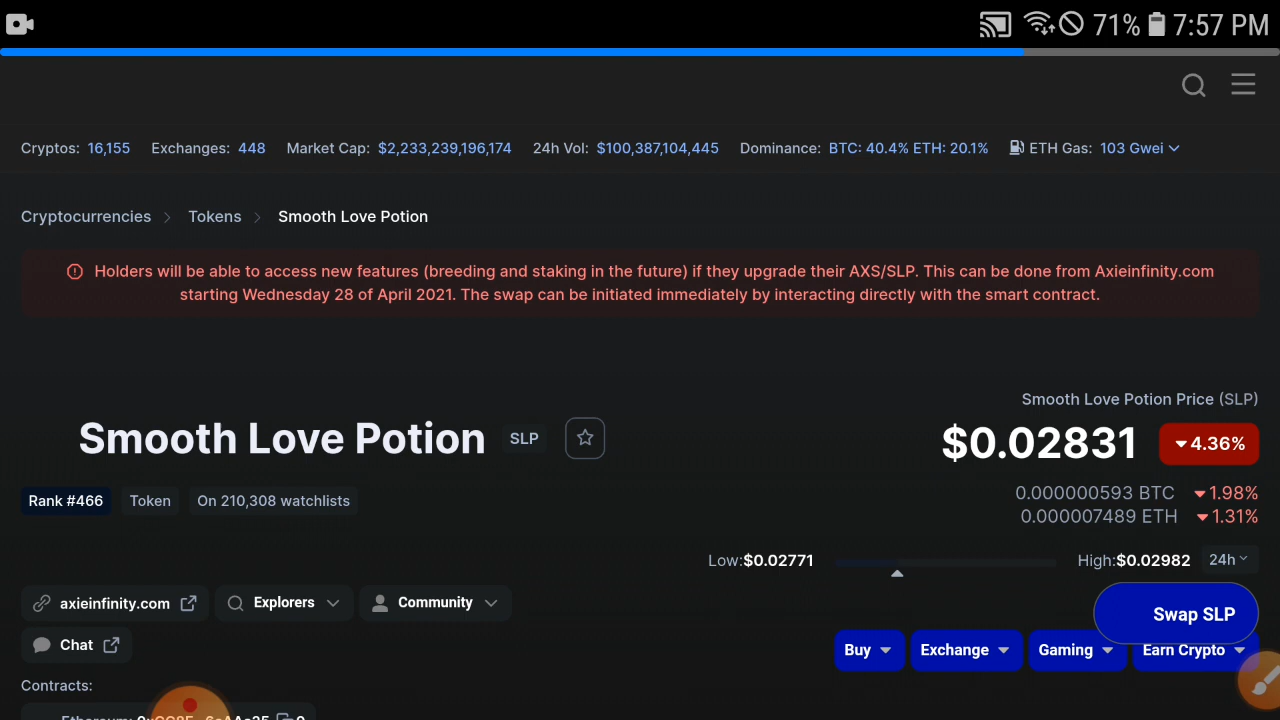 71% 7:57 PM
Cryptos: 16,155 Exchanges: 448 Market Cap: $2,233,239,196,174 24h Vol: $100,387,104,445 Dominance: BTC: 40.4% ETH: 20.1% ETH Gas: 103 Gwei
Cryptocurrencies Tokens Smooth Love Potion
Holders will be able to access new features (breeding and staking in the future) if they upgrade their AXS/SLP. This can be done from Axieinfinity.com
starting Wednesday 28 of April 2021. The swap can be initiated immediately by interacting directly with the smart contract.
Smooth Love Potion Price (SLP)
Smooth Love Potion SLP $0.02831 4.36%
Rank #466 Token On 210,308 watchlists 0.000000593 BTC 1.98%
0.000007489 ETH 1.31%
Low:$0.02771 High:$0.02982 24h
axieinfinity.com Explorers Community Swap SLP
Chat Buy Exchange Gaming Earn Crypto
Contracts:
Ethereum: